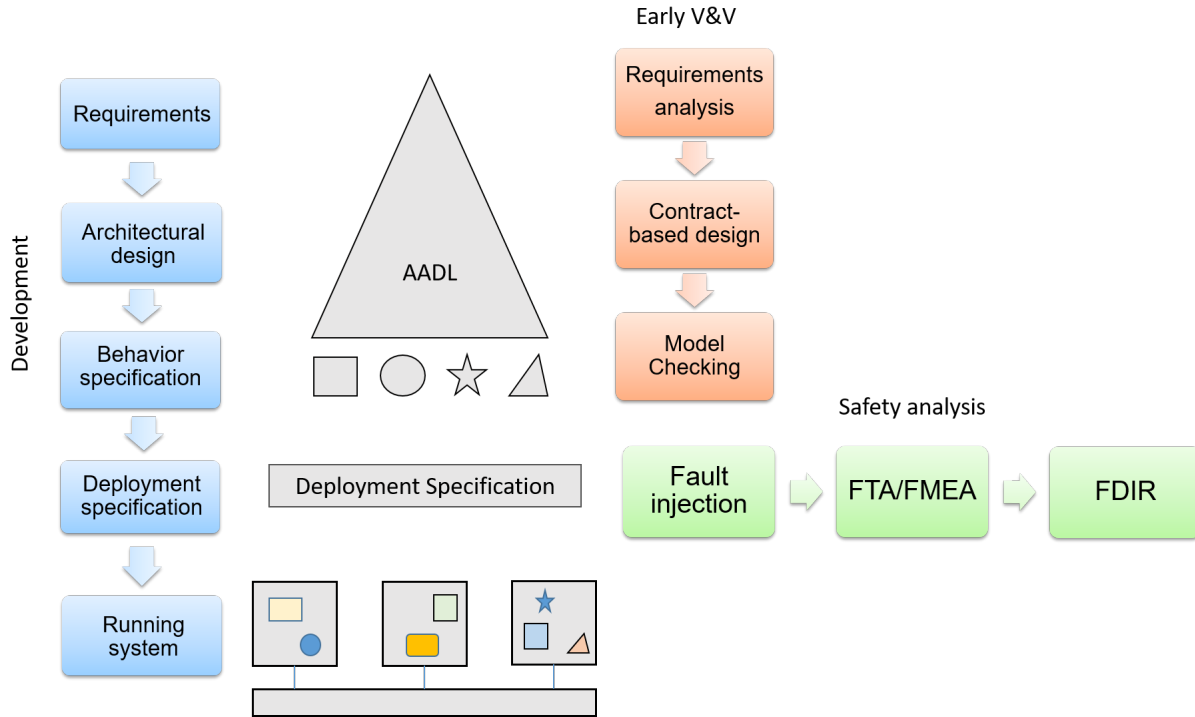 Early V&V
Development
Requirements
Architectural
design
Behavior
specification
Deployment
specification
Running
system
AADL
Deployment Specification
Requirements
analysis
Contract-
based design
Model
Checking
Safety analysis
Fault
injection
FTA/FMEA
FDIR